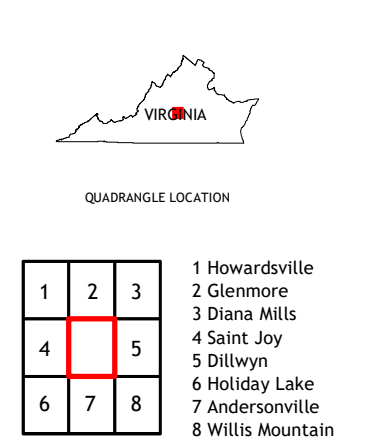 VIRGINIA
QUADRANGLE LOCATION
1 2 3
4 5
6 7 8
1 Howardsville
2 Glenmore
3 Diana Mills
4 Saint Joy
5 Dillwyn
6 Holiday Lake
7 Andersonville
8 Willis Mountain